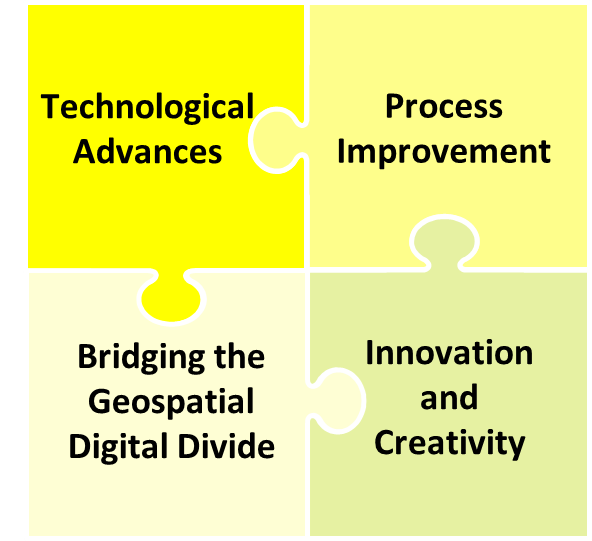 Technological
Advances
Process
Improvement
Bridging the
Geospatial
Digital Divide
Innovation
and
Creativity